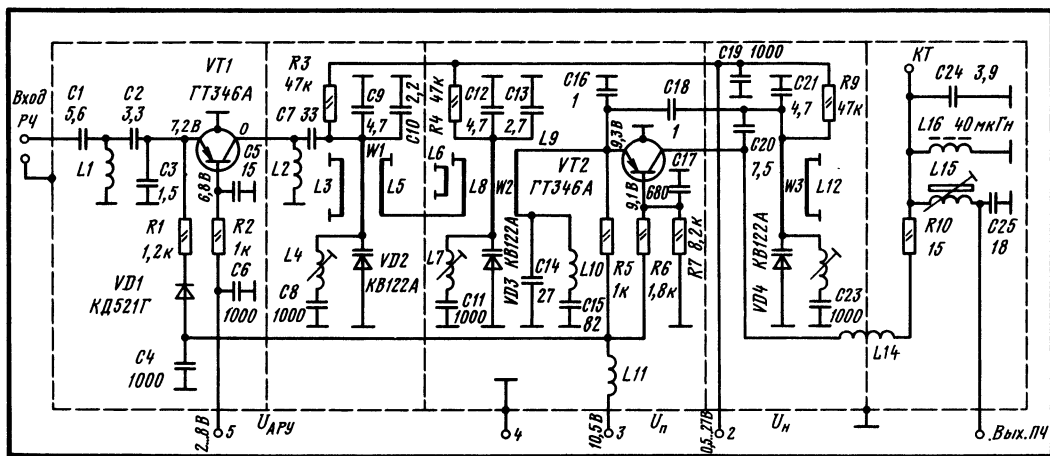 Вход
РЧ
C1
5,6
L1
C2
3,3
C3
1,5
7,2В
VT1
ГТ346А
0
6,8В
C5
15
R1
1,2к
R2
1к
VD1
КД521Г
C6
1000
C4
1000
2...8 В
5
UАРУ
R3
47к
C7 33
L2
C9
4,7
C10 2,2
W1
L3
L5
L4
C8
1000
VD2
КВ122А
R4 47к
C12
4,7
C13
2,7
L6
L8
W2
L9
L7
C11
1000
VD3 КВ122А
C14
27
L10
C15
82
C16
1
9,3В
VT2
ГТ346А
9,1В
C17
680
C18
1
R5
1к
R6
1,8к
R7 8,2к
L11
4
10,5В
3
Uп
0,5...27В
2
Uн
C19 1000
C20
7,5
C21
4,7
R9
47к
W3
L12
VD4 КВ122А
C23
1000
L14
КТ
C24 3,9
L16 40 мкГн
L15
R10
15
C25
18
Вых. ПЧ